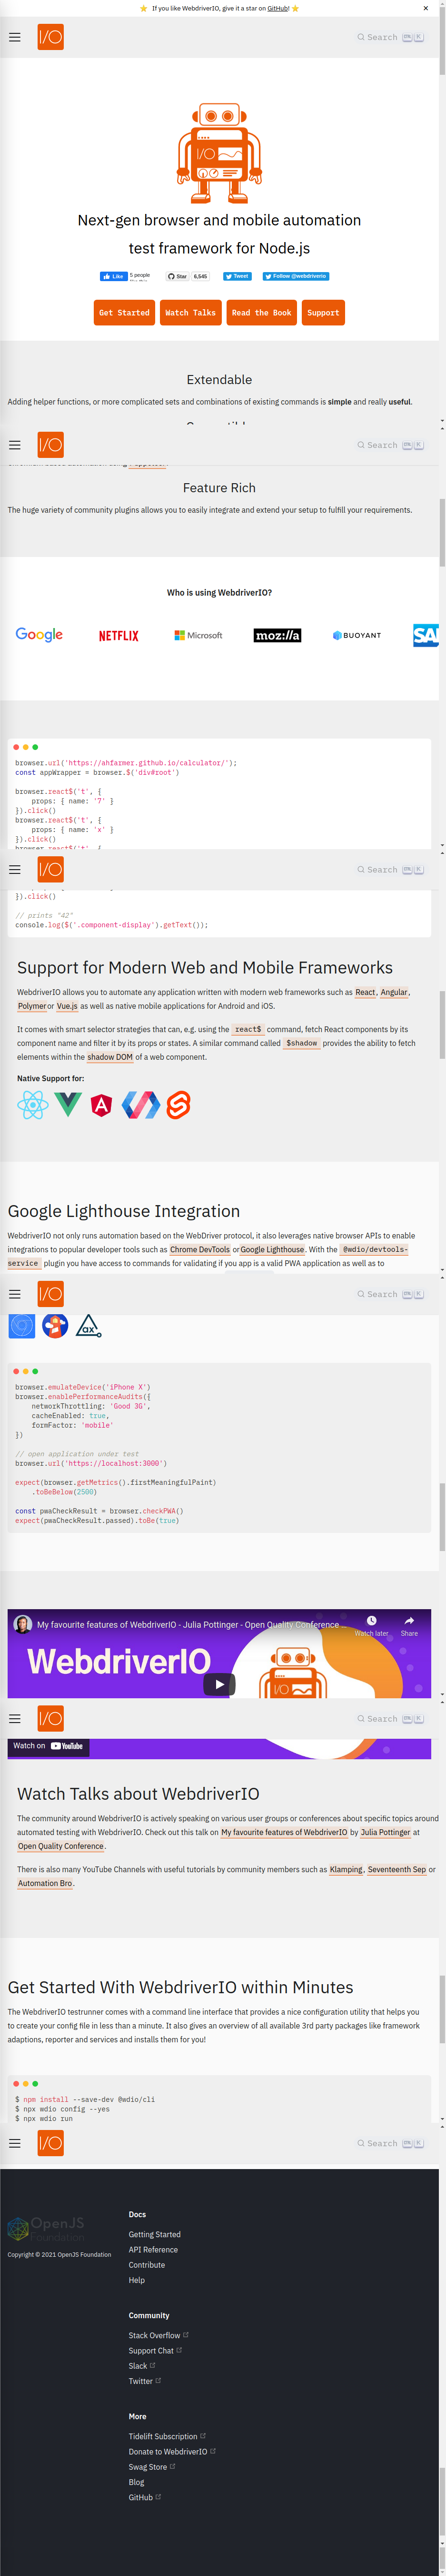 ⭐ If you like WebdriverIO, give it a star on GitHub! ⭐ ✕
I/O
Search
Next-gen browser and mobile automation
test framework for Node.js
Like 5 people
Star 6,545 Tweet Follow @webdriverio
Get Started Watch Talks Read the Book Support
Extendable
Adding helper functions, or more complicated sets and combinations of existing commands is simple and really useful.
I/O
Search
Feature Rich
The huge variety of community plugins allows you to easily integrate and extend your setup to fulfill your requirements.
Who is using WebdriverIO?
Google NETFLIX Microsoft moz://a BUOYANT SAP
browser.url('https://ahfarmer.github.io/calculator/');
const appWrapper = browser.$('div#root')
browser.react$('t', {
props: { name: '7' }
}).click()
browser.react$('t', {
props: { name: 'x' }
}).click()
browser.react$('t', {
I/O
Search
}).click()
// prints "42"
console.log($('.component-display').getText());
Support for Modern Web and Mobile Frameworks
WebdriverIO allows you to automate any application written with modern web frameworks such as React, Angular,
Polymer or Vue.js as well as native mobile applications for Android and iOS.
It comes with smart selector strategies that can, e.g. using the react$ command, fetch React components by its
component name and filter it by its props or states. A similar command called $shadow provides the ability to fetch
elements within the shadow DOM of a web component.
Native Support for:
Google Lighthouse Integration
WebdriverIO not only runs automation based on the WebDriver protocol, it also leverages native browser APIs to enable
integrations to popular developer tools such as Chrome DevTools or Google Lighthouse. With the @wdio/devtools-
service plugin you have access to commands for validating if you app is a valid PWA application as well as to
I/O
Search
ax
browser.emulateDevice('iPhone X')
browser.enablePerformanceAudits({
networkThrottling: 'Good 3G',
cacheEnabled: true,
formFactor: 'mobile'
})
// open application under test
browser.url('https://localhost:3000')
expect(browser.getMetrics().firstMeaningfulPaint)
.toBeBelow(2500)
const pwaCheckResult = browser.checkPWA()
expect(pwaCheckResult.passed).toBe(true)
My favourite features of WebdriverIO - Julia Pottinger - Open Quality Conference ...
Watch later Share
WebdriverIO
I/O
Search
Watch on YouTube
Watch Talks about WebdriverIO
The community around WebdriverIO is actively speaking on various user groups or conferences about specific topics around
automated testing with WebdriverIO. Check out this talk on My favourite features of WebdriverIO by Julia Pottinger at
Open Quality Conference.
There is also many YouTube Channels with useful tutorials by community members such as Klamping, Seventeenth Sep or
Automation Bro.
Get Started With WebdriverIO within Minutes
The WebdriverIO testrunner comes with a command line interface that provides a nice configuration utility that helps you
to create your config file in less than a minute. It also gives an overview of all available 3rd party packages like framework
adaptions, reporter and services and installs them for you!
$ npm install --save-dev @wdio/cli
$ npx wdio config --yes
$ npx wdio run
I/O
Search
OpenJS
Foundation
Copyright © 2021 OpenJS Foundation
Docs
Getting Started
API Reference
Contribute
Help
Community
Stack Overflow
Support Chat
Slack
Twitter
More
Tidelift Subscription
Donate to WebdriverIO
Swag Store
Blog
GitHub